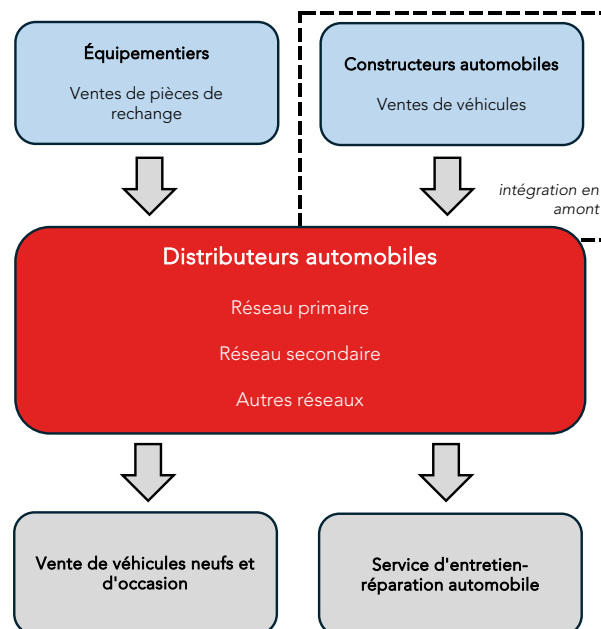 Équipementiers
Ventes de pièces de
rechange
Constructeurs automobiles
Ventes de véhicules
intégration en
amont
Distributeurs automobiles
Réseau primaire
Réseau secondaire
Autres réseaux
Vente de véhicules neufs et
d'occasion
Service d'entretien-
réparation automobile